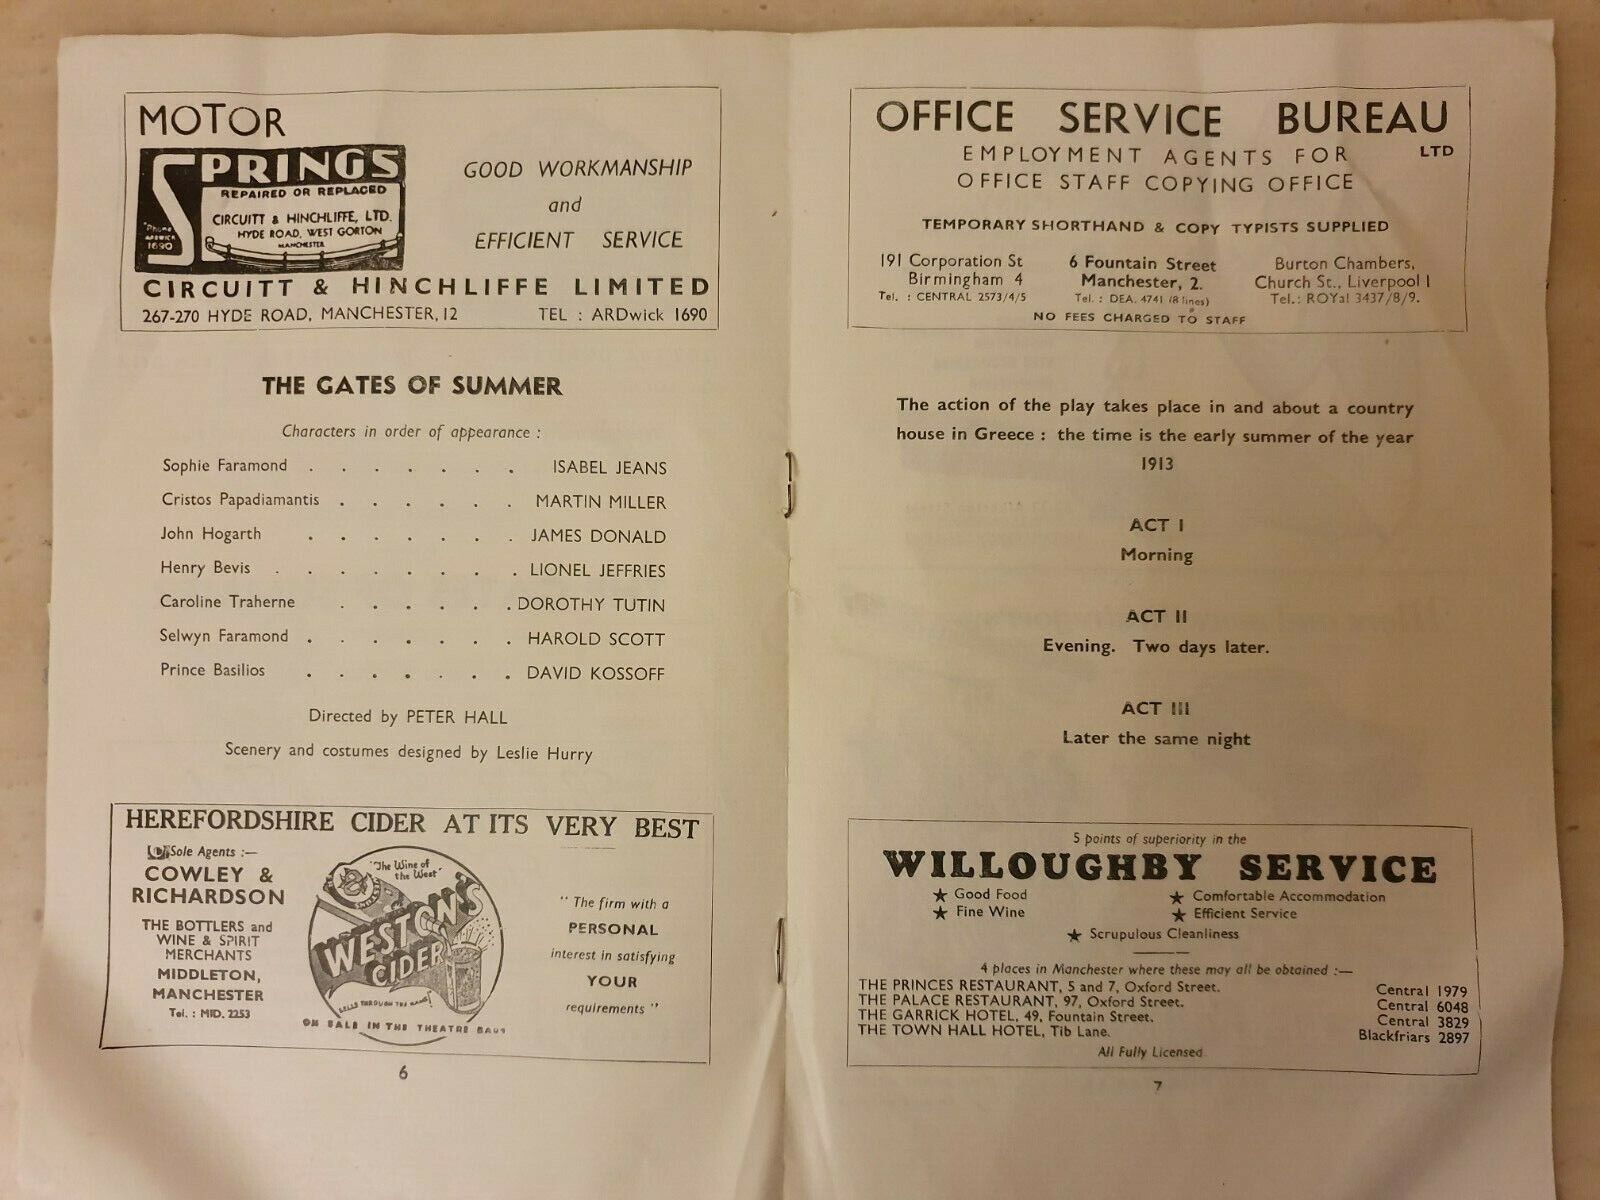 MOTOR
SPRINGS
REPAIRED OR REPLACED
CIRCUITT & HINCHLIFFE, LTD.
HYDE ROAD, WEST GORTON
MANCHESTER
'Phone
ARDWICK
1690
GOOD WORKMANSHIP
and
EFFICIENT SERVICE
CIRCUITT & HINCHLIFFE LIMITED
267-270 HYDE ROAD, MANCHESTER, 12 TEL : ARDwick 1690
THE GATES OF SUMMER
Characters in order of appearance :
Sophie Faramond . . . . . . . ISABEL JEANS
Cristos Papadiamantis . . . . . . MARTIN MILLER
John Hogarth . . . . . . . JAMES DONALD
Henry Bevis . . . . . . . . LIONEL JEFFRIES
Caroline Traherne . . . . . . DOROTHY TUTIN
Selwyn Faramond . . . . . . . HAROLD SCOTT
Prince Basilios . . . . . . . DAVID KOSSOFF
Directed by PETER HALL
Scenery and costumes designed by Leslie Hurry
HEREFORDSHIRE CIDER AT ITS VERY BEST
Sole Agents :—
COWLEY &
RICHARDSON
THE BOTTLERS and
WINE & SPIRIT
MERCHANTS
MIDDLETON,
MANCHESTER
Tel. : MID. 2253
"The Wine of
the West"
WESTON'S
CIDER
SELLS THROUGH THE NAME!
ON SALE IN THE THEATRE BARS
" The firm with a
PERSONAL
interest in satisfying
YOUR
requirements "
6
OFFICE SERVICE BUREAU
LTD
EMPLOYMENT AGENTS FOR
OFFICE STAFF COPYING OFFICE
TEMPORARY SHORTHAND & COPY TYPISTS SUPPLIED
191 Corporation St
Birmingham 4
Tel. : CENTRAL 2573/4/5
6 Fountain Street
Manchester, 2.
Tel. : DEA. 4741 (8 lines)
Burton Chambers,
Church St., Liverpool 1
Tel.: ROYal 3437/8/9.
NO FEES CHARGED TO STAFF
The action of the play takes place in and about a country
house in Greece : the time is the early summer of the year
1913
ACT I
Morning
ACT II
Evening. Two days later.
ACT III
Later the same night
5 points of superiority in the
WILLOUGHBY SERVICE
★ Good Food ★ Comfortable Accommodation
★ Fine Wine ★ Efficient Service
★ Scrupulous Cleanliness
4 places in Manchester where these may all be obtained :—
THE PRINCES RESTAURANT, 5 and 7, Oxford Street. Central 1979
THE PALACE RESTAURANT, 97, Oxford Street. Central 6048
THE GARRICK HOTEL, 49, Fountain Street. Central 3829
THE TOWN HALL HOTEL, Tib Lane. Blackfriars 2897
All Fully Licensed
7